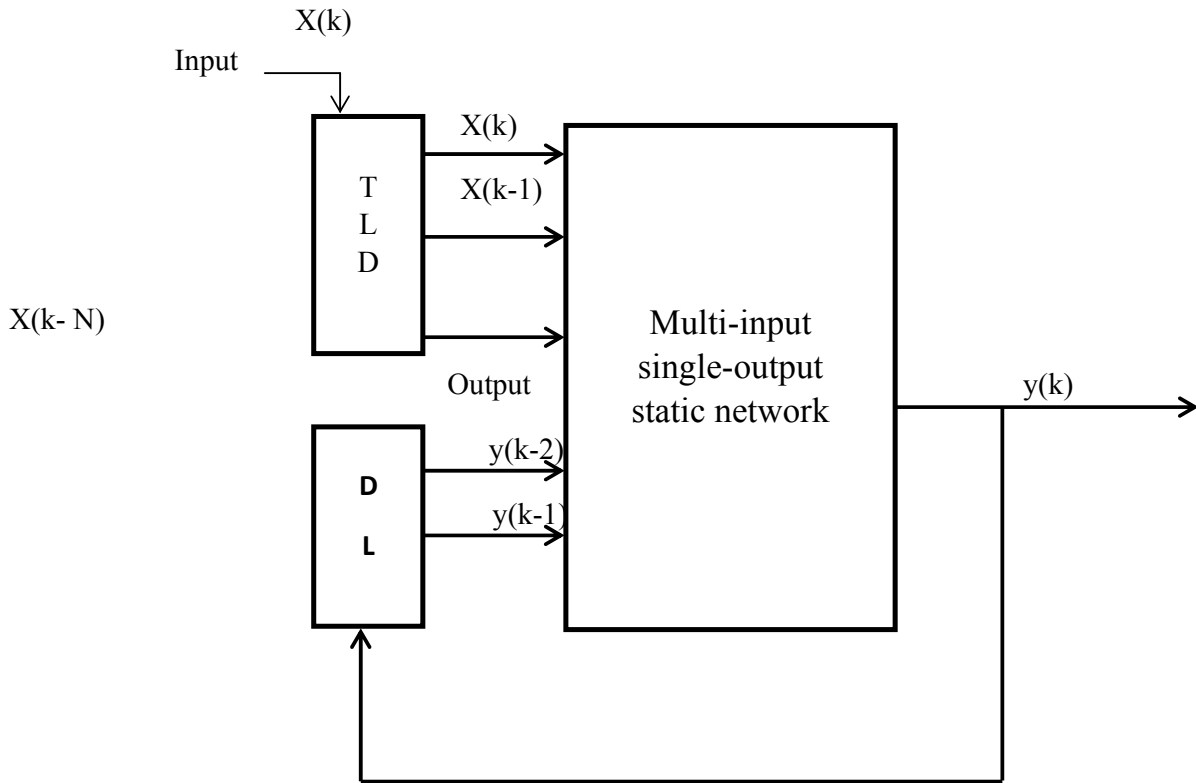 X(k)
Input
X(k)
X(k-1)
T
L
D
X(k- N)
Multi-input
single-output
static network
Output
y(k)
y(k-2)
D
y(k-1)
L